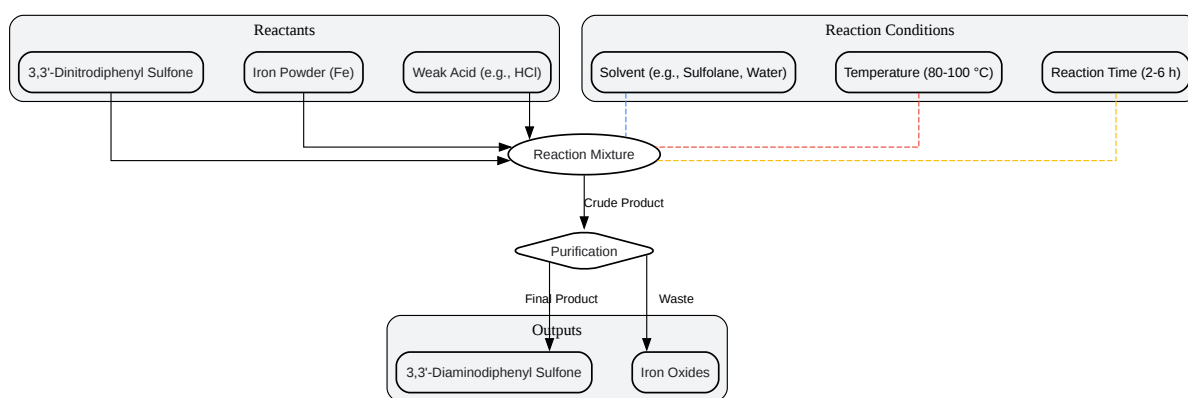 Reactants
Reaction Conditions
3,3'-Dinitrodiphenyl Sulfone
Iron Powder (Fe)
Weak Acid (e.g., HCl)
Solvent (e.g., Sulfolane, Water)
Temperature (80-100 °C)
Reaction Time (2-6 h)
Reaction Mixture
Crude Product
Purification
Final Product
Waste
Outputs
3,3'-Diaminodiphenyl Sulfone
Iron Oxides